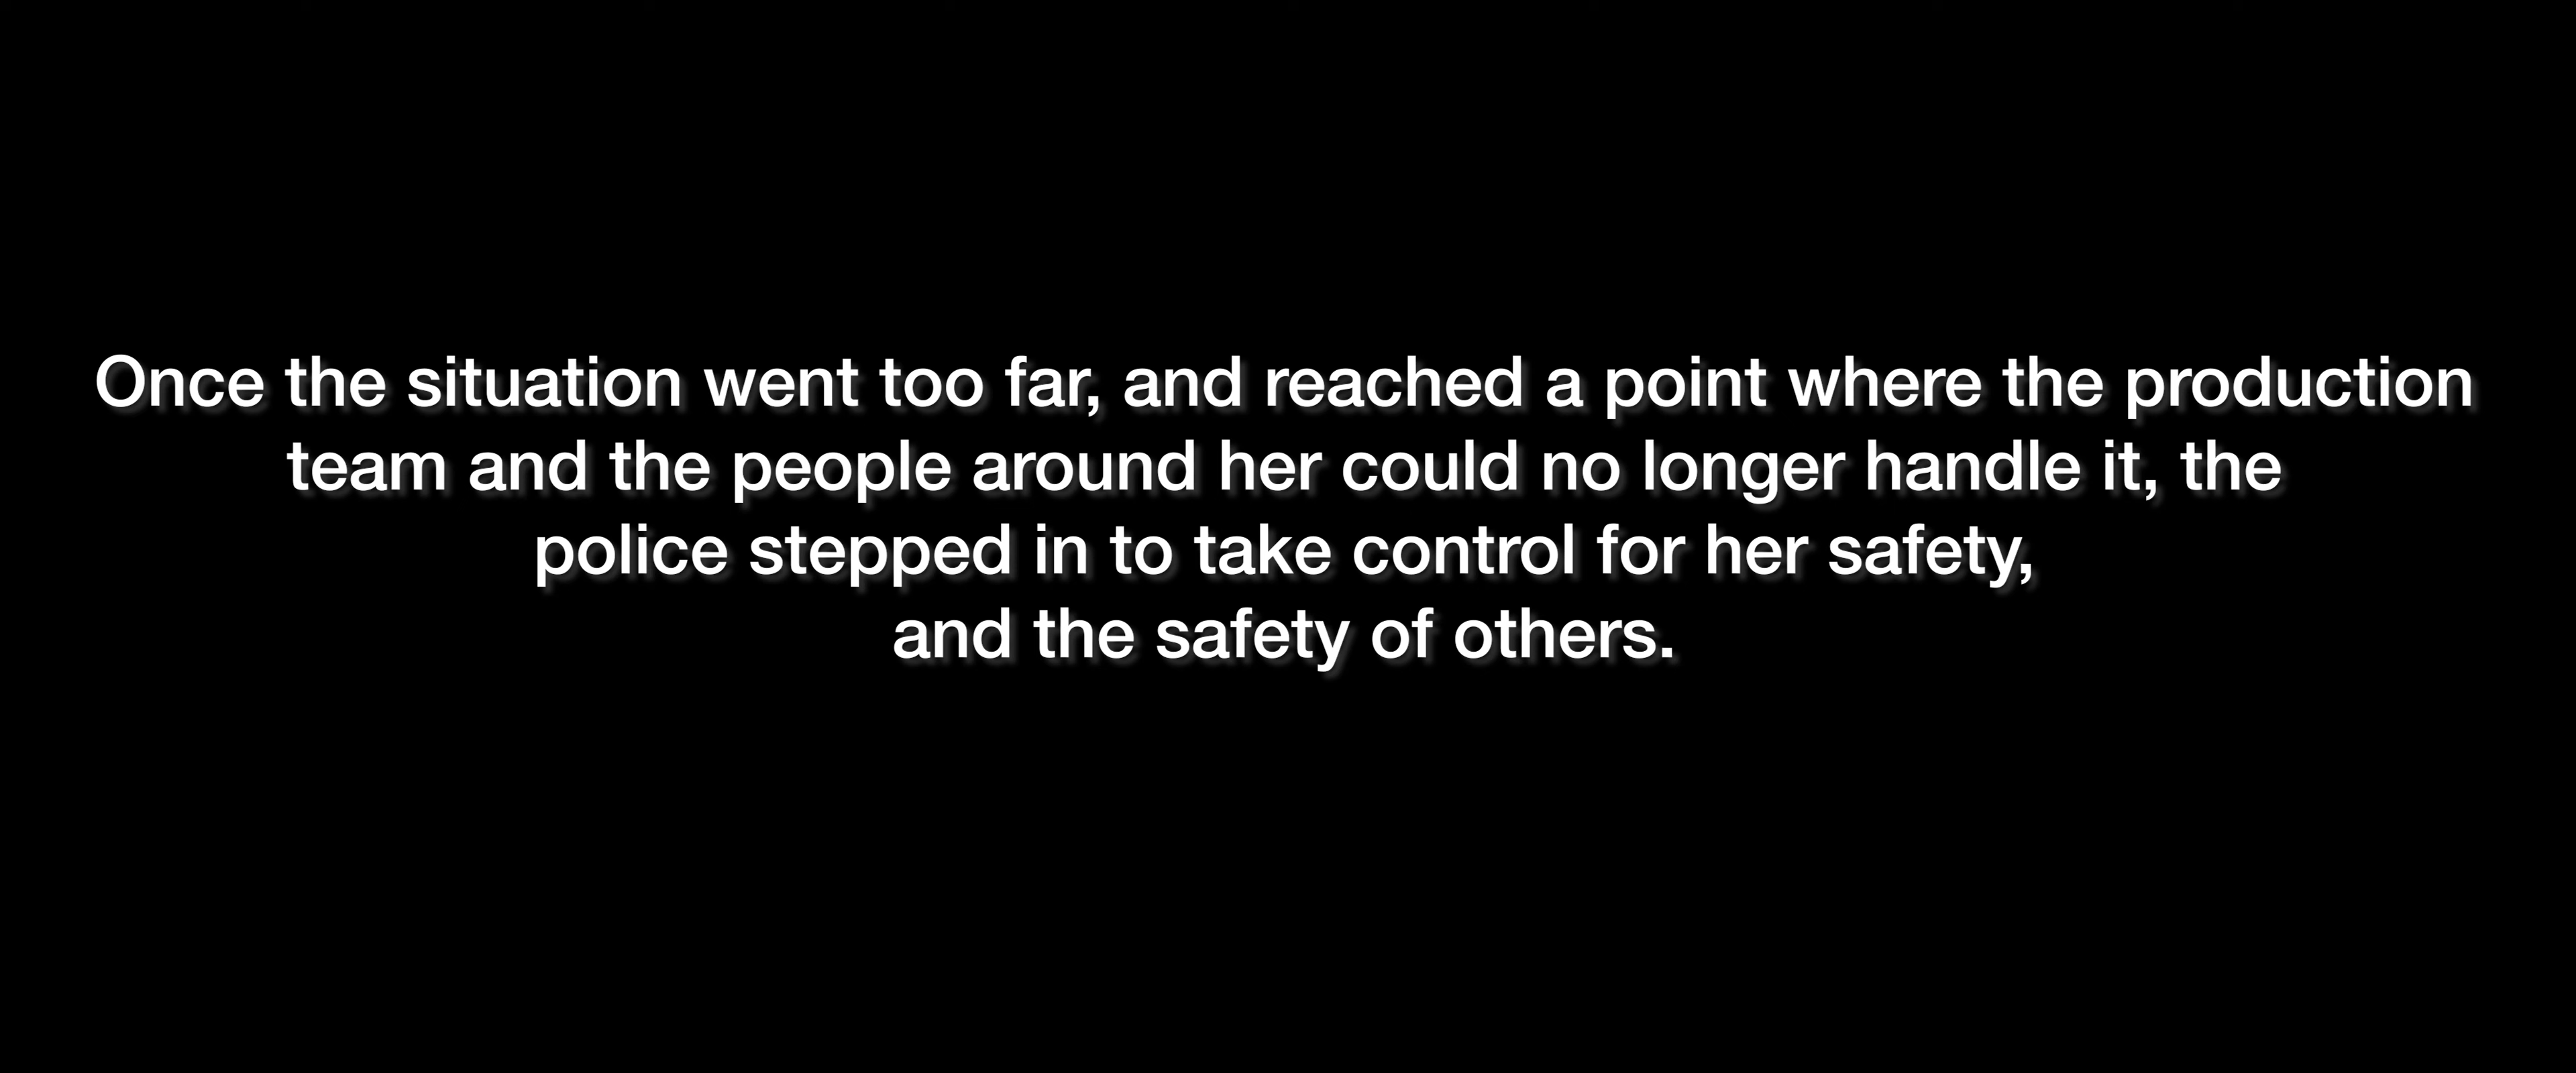 Once the situation went too far, and reached a point where the production
team and the people around her could no longer handle it, the
police stepped in to take control for her safety,
and the safety of others.